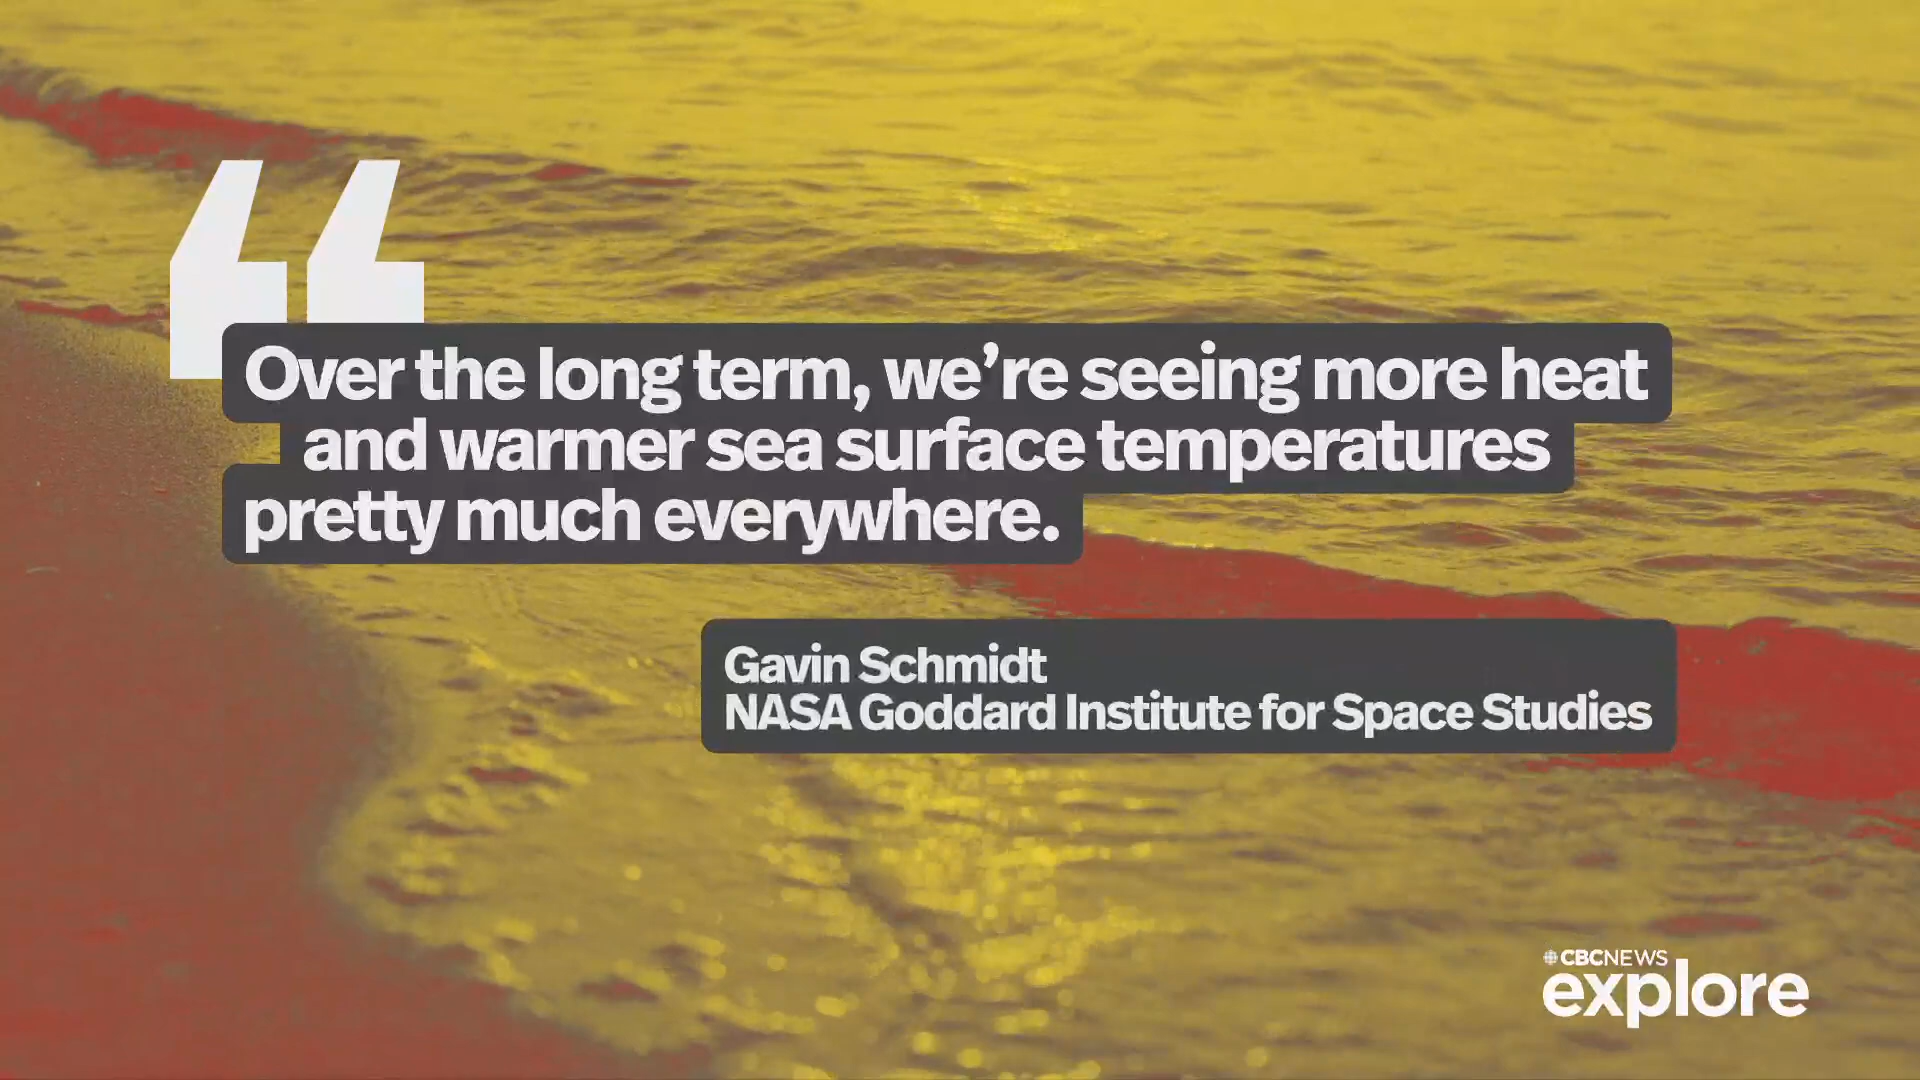 “
Over the long term, we’re seeing more heat
and warmer sea surface temperatures
pretty much everywhere.
Gavin Schmidt
NASA Goddard Institute for Space Studies
CBCNEWS
explore